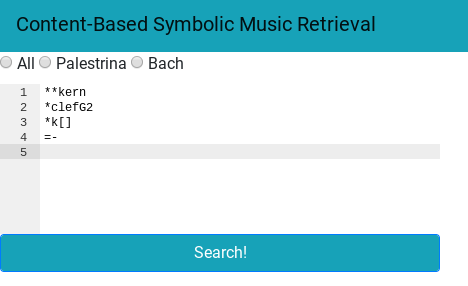 Content-Based Symbolic Music Retrieval
All Palestrina Bach
1 **kern
2 *clefG2
3 *k[]
4 =-
5
Search!